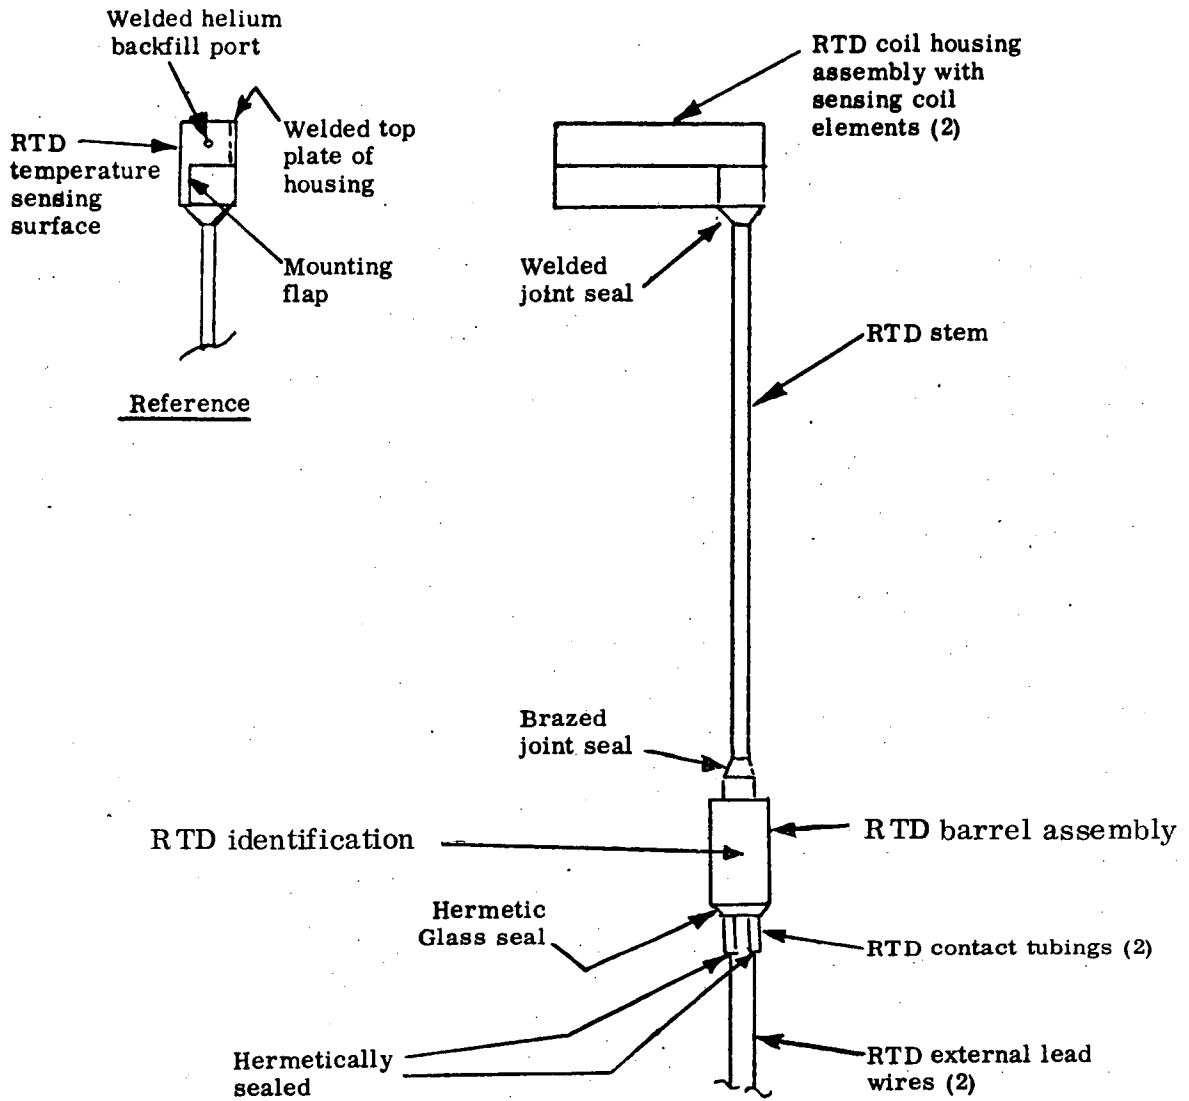 Welded helium
backfill port
RTD
temperature
sensing
surface
Welded top
plate of
housing
Mounting
flap
Reference
RTD coil housing
assembly with
sensing coil
elements (2)
Welded
joint seal
RTD stem
Brazed
joint seal
RTD identification
RTD barrel assembly
Hermetic
Glass seal
RTD contact tubings (2)
Hermetically
sealed
RTD external lead
wires (2)